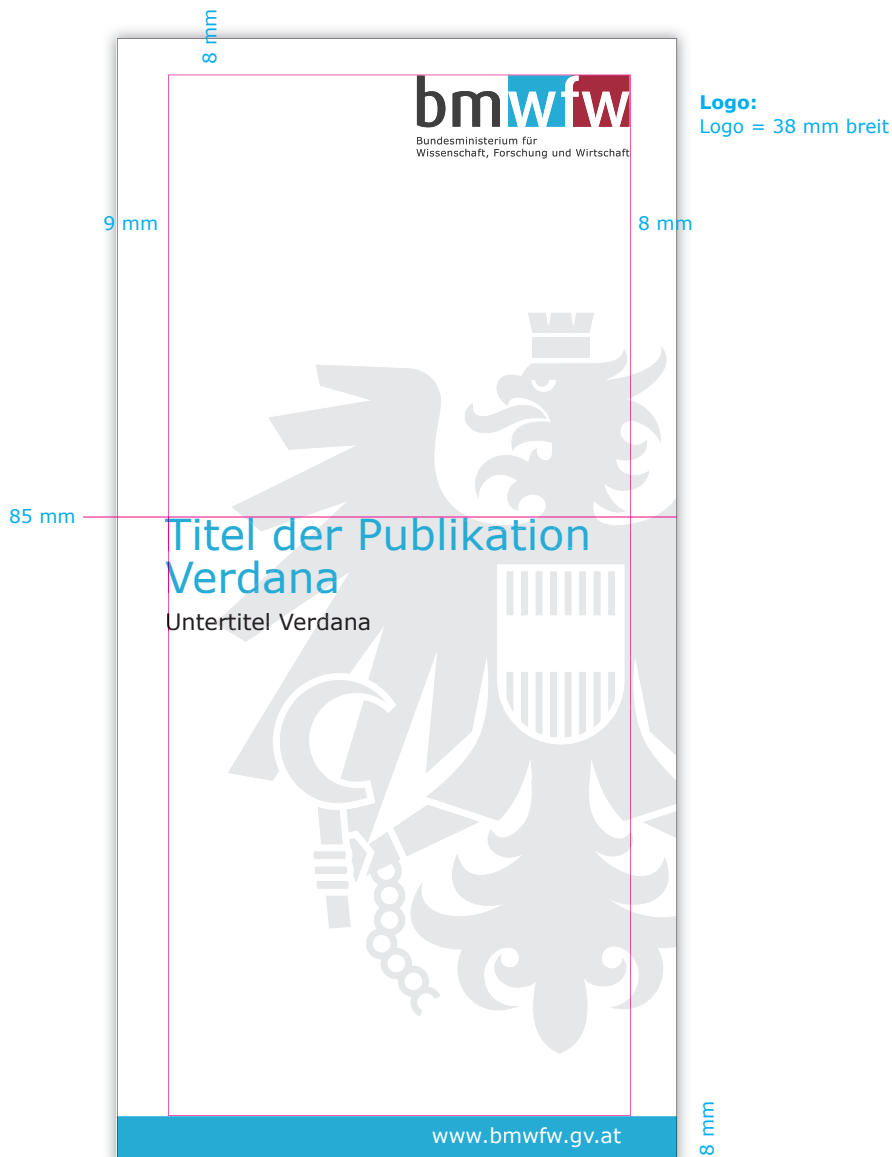 8 mm
bmwfw
Bundesministerium für
Wissenschaft, Forschung und Wirtschaft
Logo:
Logo = 38 mm breit
9 mm
8 mm
85 mm
Titel der Publikation
Verdana
Untertitel Verdana
www.bmwfw.gv.at
8 mm